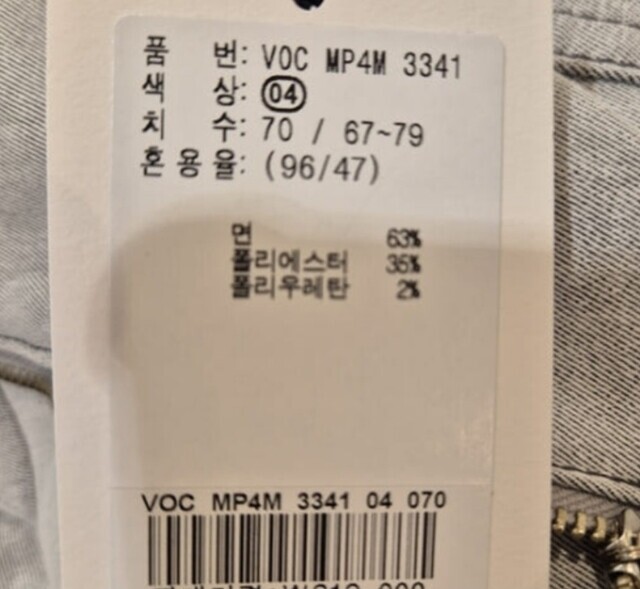 품 번: VOC MP4M 3341
색 상: 04
치 수: 70 / 67~79
혼 용 율: (96/47)
면 63%
폴리에스터 35%
폴리우레탄 2%
VOC MP4M 3341 04 070